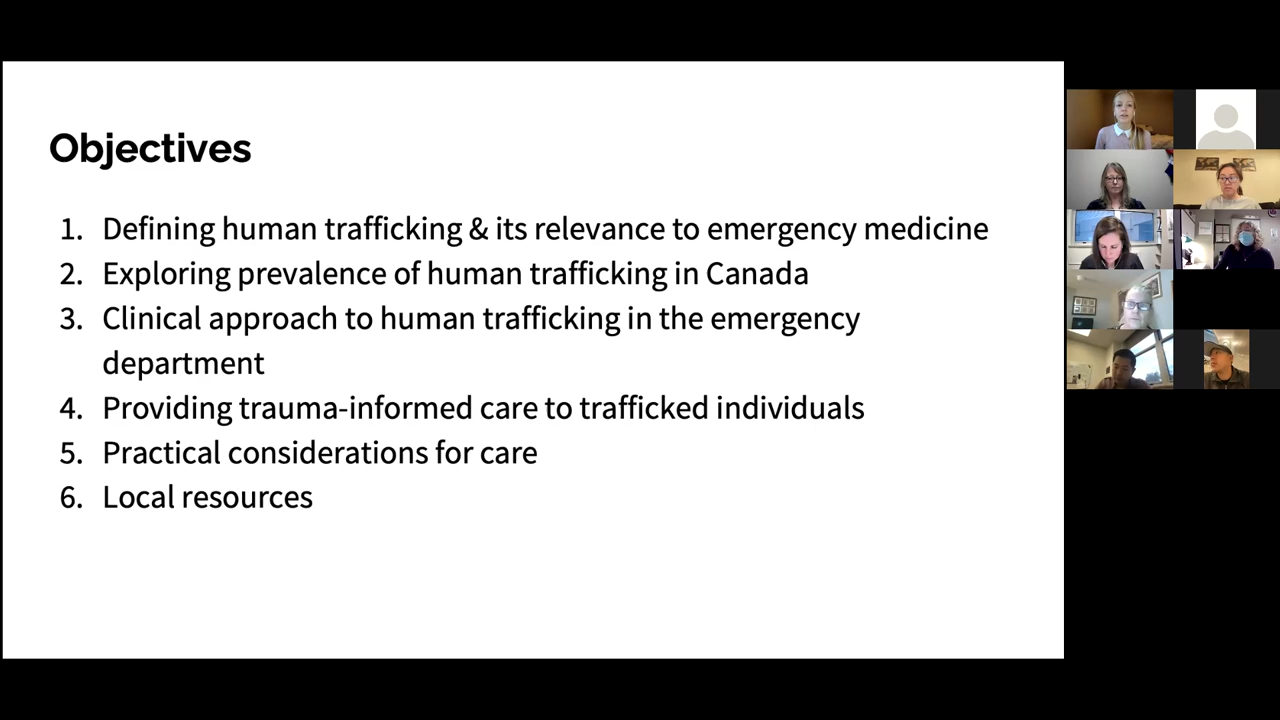 Objectives
1. Defining human trafficking & its relevance to emergency medicine
2. Exploring prevalence of human trafficking in Canada
3. Clinical approach to human trafficking in the emergency
department
4. Providing trauma-informed care to trafficked individuals
5. Practical considerations for care
6. Local resources